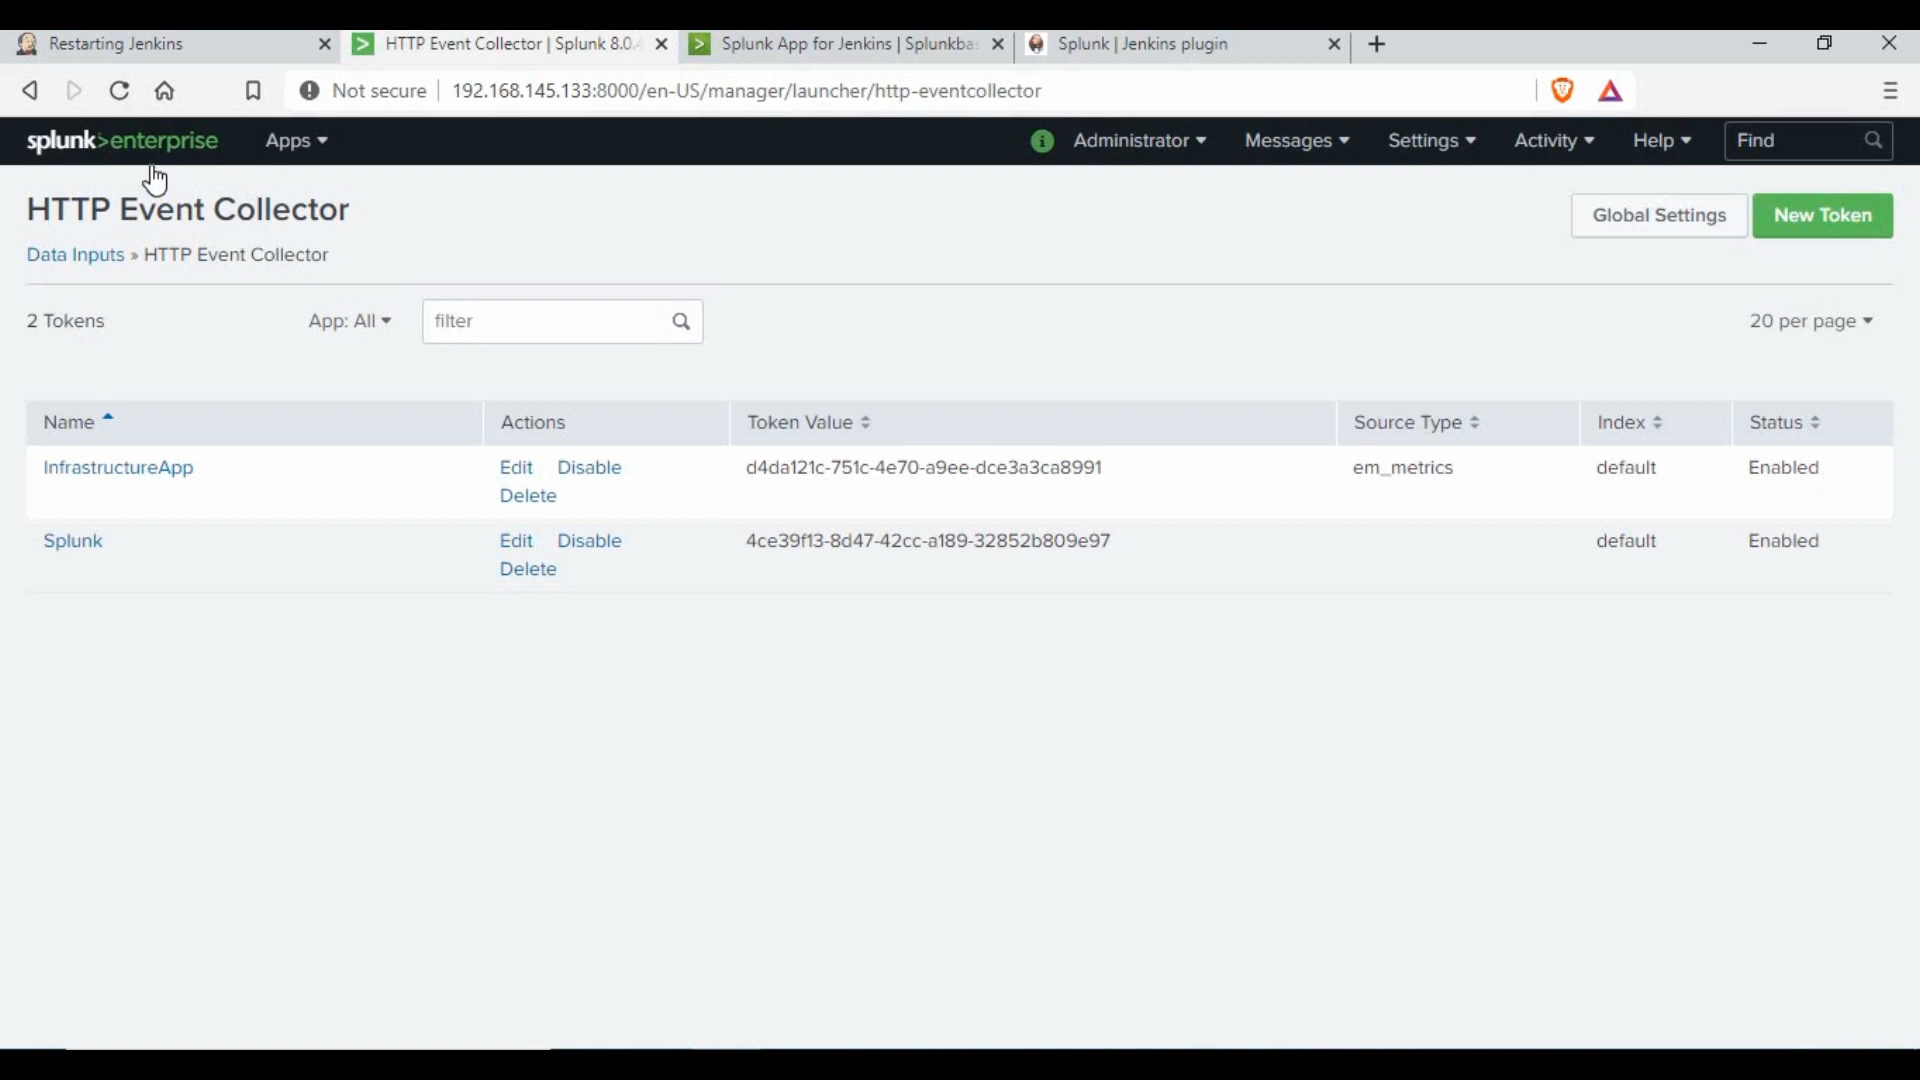 Restarting Jenkins
HTTP Event Collector | Splunk 8.0.4
Splunk App for Jenkins | Splunkba
Splunk | Jenkins plugin
Not secure
192.168.145.133:8000/en-US/manager/launcher/http-eventcollector
splunk>enterprise
Apps
Administrator
Messages
Settings
Activity
Help
Find
HTTP Event Collector
Global Settings
New Token
Data Inputs » HTTP Event Collector
2 Tokens
App: All
filter
20 per page
Name
Actions
Token Value
Source Type
Index
Status
InfrastructureApp
Edit
Disable
Delete
d4da121c-751c-4e70-a9ee-dce3a3ca8991
em_metrics
default
Enabled
Splunk
Edit
Disable
Delete
4ce39f13-8d47-42cc-a189-32852b809e97
default
Enabled